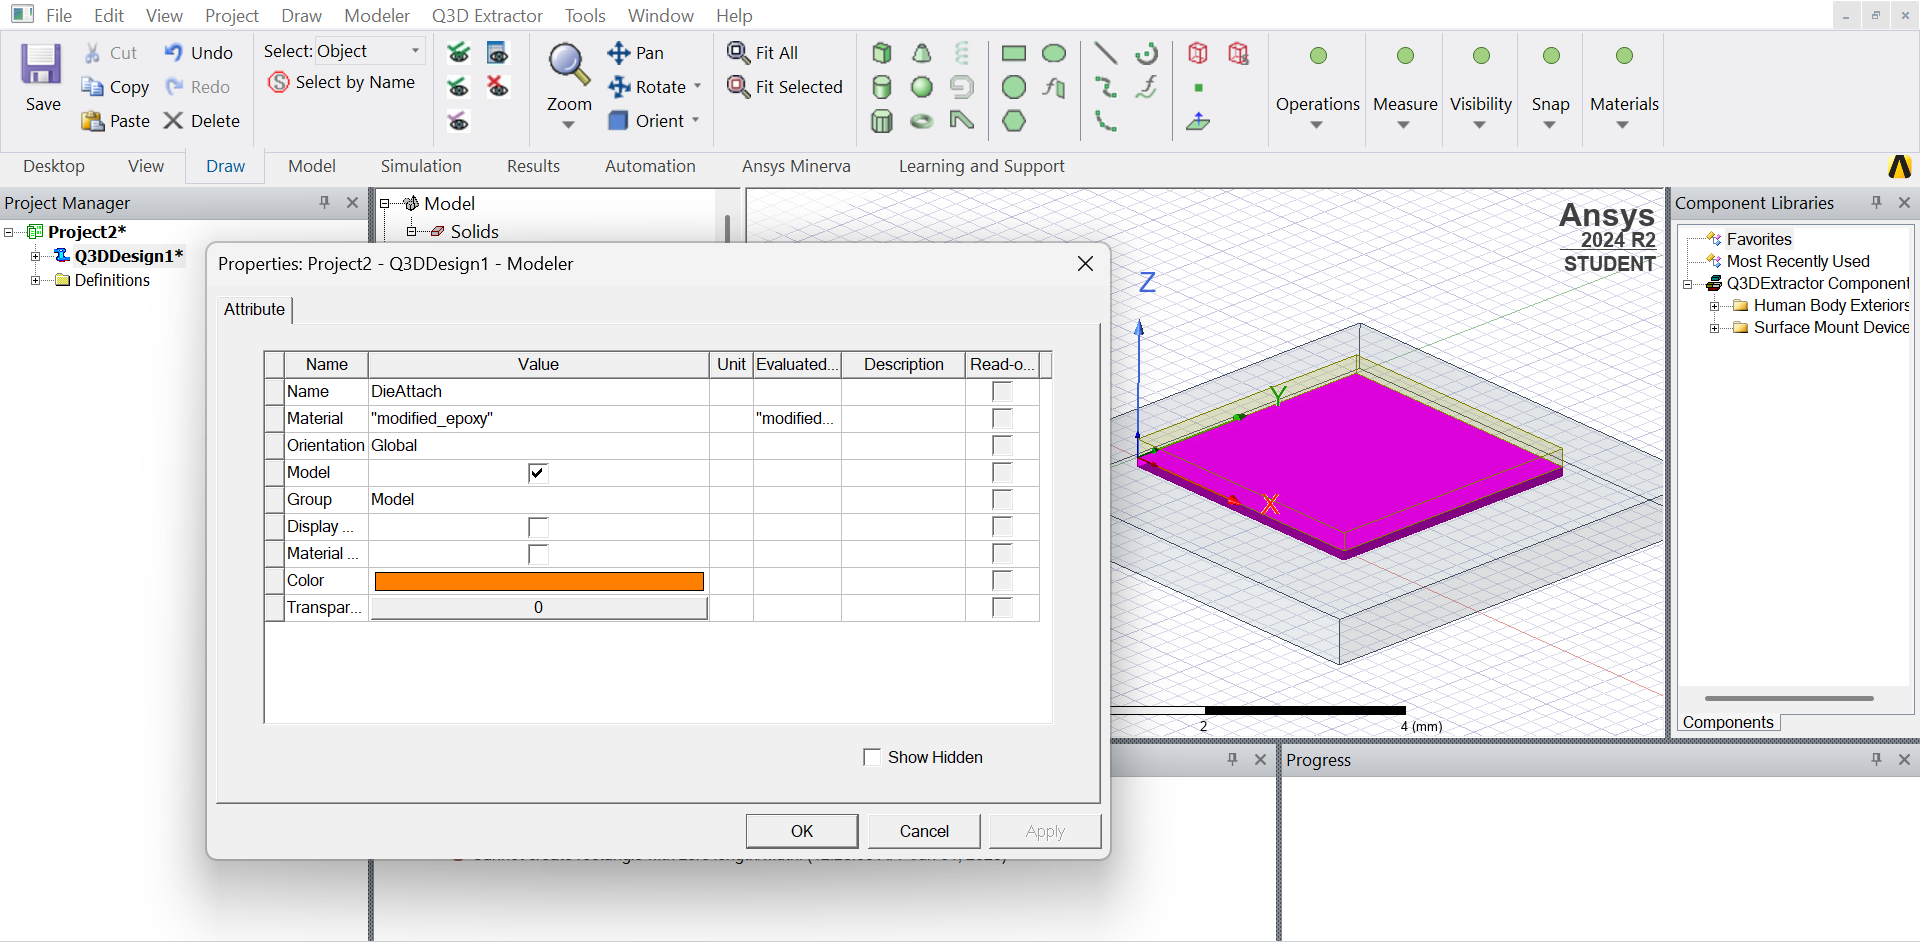 File Edit View Project Draw Modeler Q3D Extractor Tools Window Help
Save
Cut
Copy
Paste
Undo
Redo
Delete
Select: Object
Select by Name
Zoom
Pan
Rotate
Orient
Fit All
Fit Selected
Operations
Measure
Visibility
Snap
Materials
Desktop View Draw Model Simulation Results Automation Ansys Minerva Learning and Support
Project Manager
Project2*
Q3DDesign1*
Definitions
Model
Solids
Properties: Project2 - Q3DDesign1 - Modeler
Attribute
Name Value Unit Evaluated... Description Read-o...
Name DieAttach
Material "modified_epoxy" "modified...
Orientation Global
Model
Group Model
Display ...
Material ...
Color
Transpar... 0
Show Hidden
OK Cancel Apply
Ansys
2024 R2
STUDENT
Z
Y
X
2 4 (mm)
Component Libraries
Favorites
Most Recently Used
Q3DExtractor Component
Human Body Exteriors
Surface Mount Device
Components
Progress